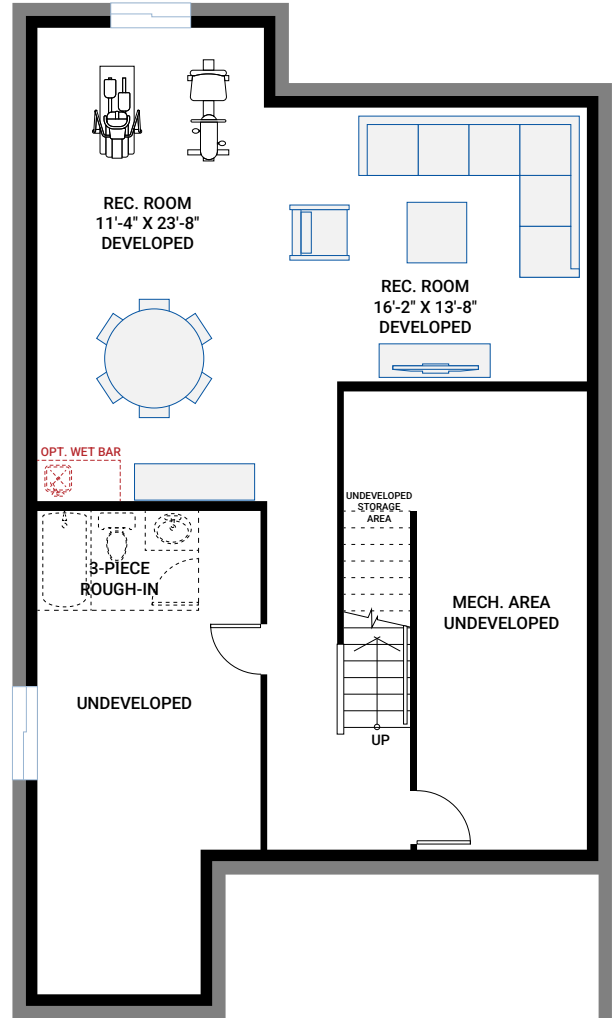 REC. ROOM
11'-4" X 23'-8"
DEVELOPED
REC. ROOM
16'-2" X 13'-8"
DEVELOPED
OPT. WET BAR
UNDEVELOPED
STORAGE
AREA
3-PIECE
ROUGH-IN
MECH. AREA
UNDEVELOPED
UNDEVELOPED
UP